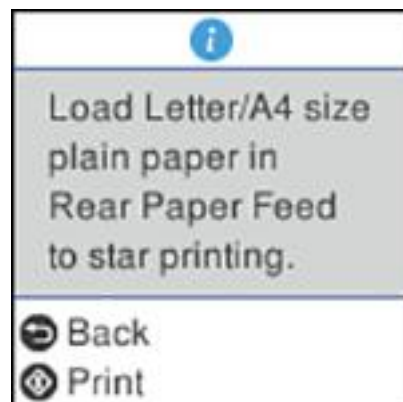 Load Letter/A4 size
plain paper in
Rear Paper Feed
to star printing.
Back
Print